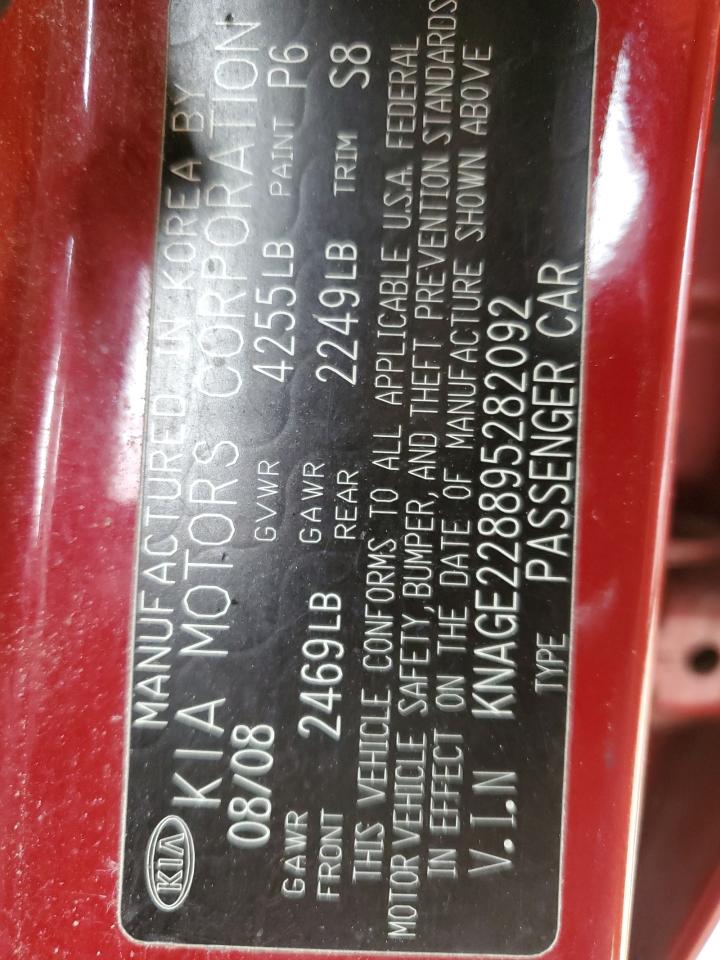 MANUFACTURED IN KOREA BY
KIA KIA MOTORS CORPORATION
08/08 GVWR 4255LB PAINT P6
GAWR FRONT 2469LB GAWR REAR 2249LB TRIM S8
THIS VEHICLE CONFORMS TO ALL APPLICABLE U.S.A. FEDERAL
MOTOR VEHICLE SAFETY, BUMPER, AND THEFT PREVENTION STANDARDS
IN EFFECT ON THE DATE OF MANUFACTURE SHOWN ABOVE
V.I.N KNAGE228895282092
TYPE PASSENGER CAR